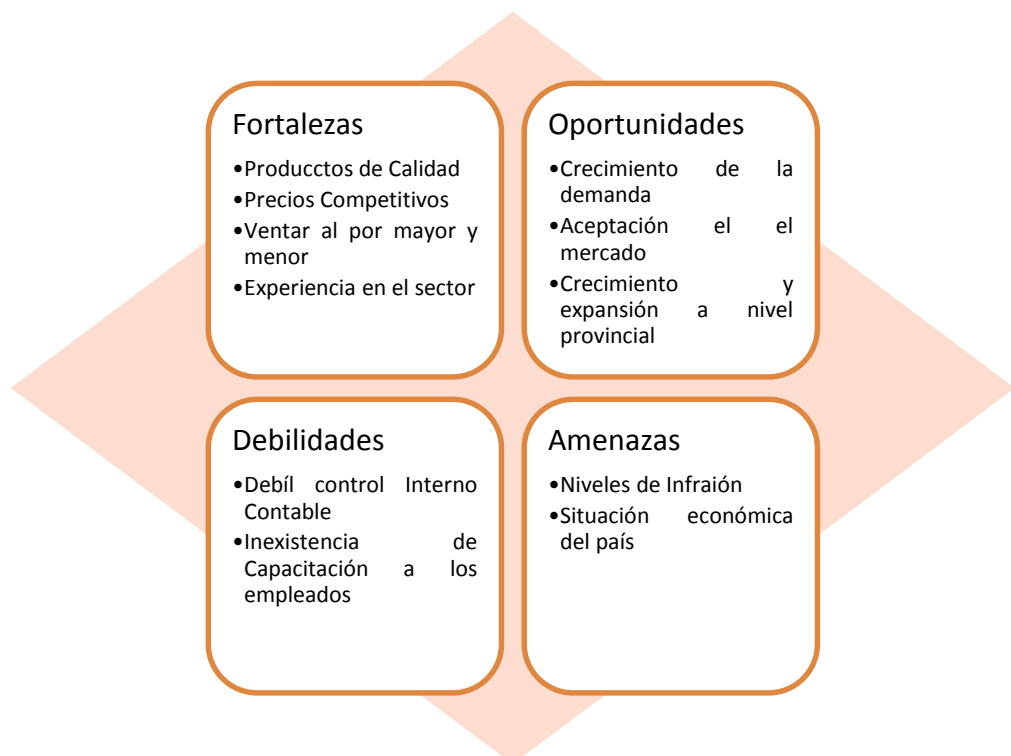 Fortalezas
•Producctos de Calidad
•Precios Competitivos
•Ventar al por mayor y
menor
•Experiencia en el sector
Oportunidades
•Crecimiento de la
demanda
•Aceptación el el
mercado
•Crecimiento y
expansión a nivel
provincial
Debilidades
•Debíl control Interno
Contable
•Inexistencia de
Capacitación a los
empleados
Amenazas
•Niveles de Infraión
•Situación económica
del país